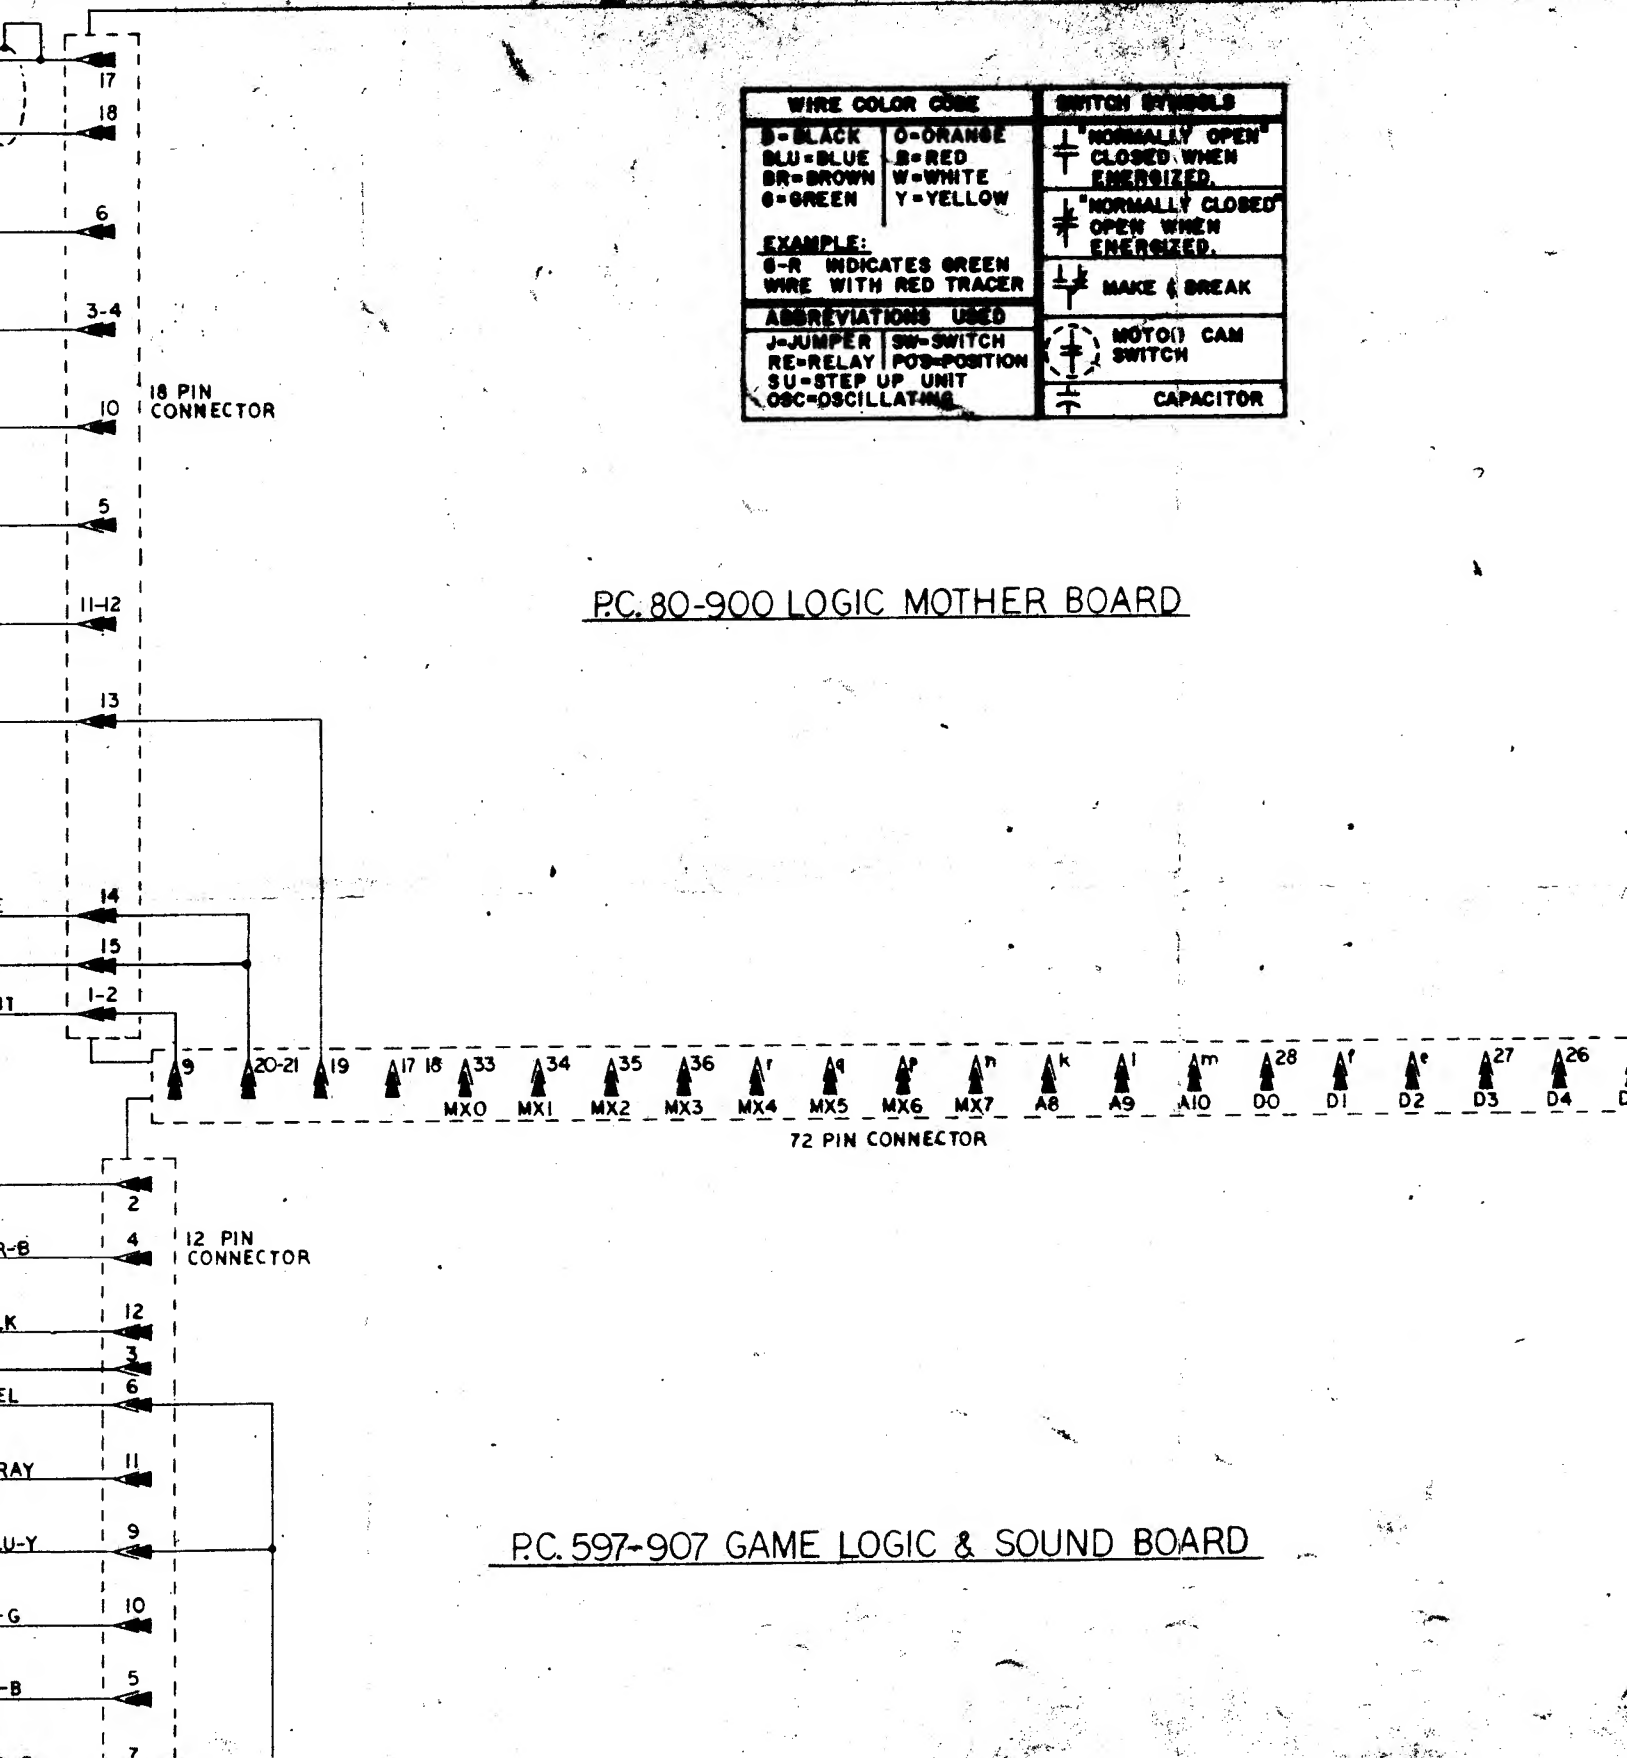 17
18
6
3-4
10
18 PIN
CONNECTOR
5
11-12
13
14
15
1-2
WIRE COLOR CODE
B=BLACK O=ORANGE
BLU=BLUE R=RED
BR=BROWN W=WHITE
G=GREEN Y=YELLOW
EXAMPLE:
G-R INDICATES GREEN
WIRE WITH RED TRACER
ABBREVIATIONS USED
J=JUMPER SW=SWITCH
RE=RELAY POS=POSITION
SU=STEP UP UNIT
OSC=OSCILLATING
SWITCH SYMBOLS
"NORMALLY OPEN"
CLOSED WHEN
ENERGIZED.
"NORMALLY CLOSED"
OPEN WHEN
ENERGIZED.
MAKE & BREAK
MOTOR CAM
SWITCH
CAPACITOR
P.C. 80-900 LOGIC MOTHER BOARD
9 20-21 19 17 18 33 34 35 36 r q p n k l m 28 f e 27 26
MX0 MX1 MX2 MX3 MX4 MX5 MX6 MX7 A8 A9 A10 D0 D1 D2 D3 D4
72 PIN CONNECTOR
2
R-B 4
12 PIN
CONNECTOR
LK 12
3
EL 6
RAY 11
LU-Y 9
-G 10
-B 5
7
P.C. 597-907 GAME LOGIC & SOUND BOARD